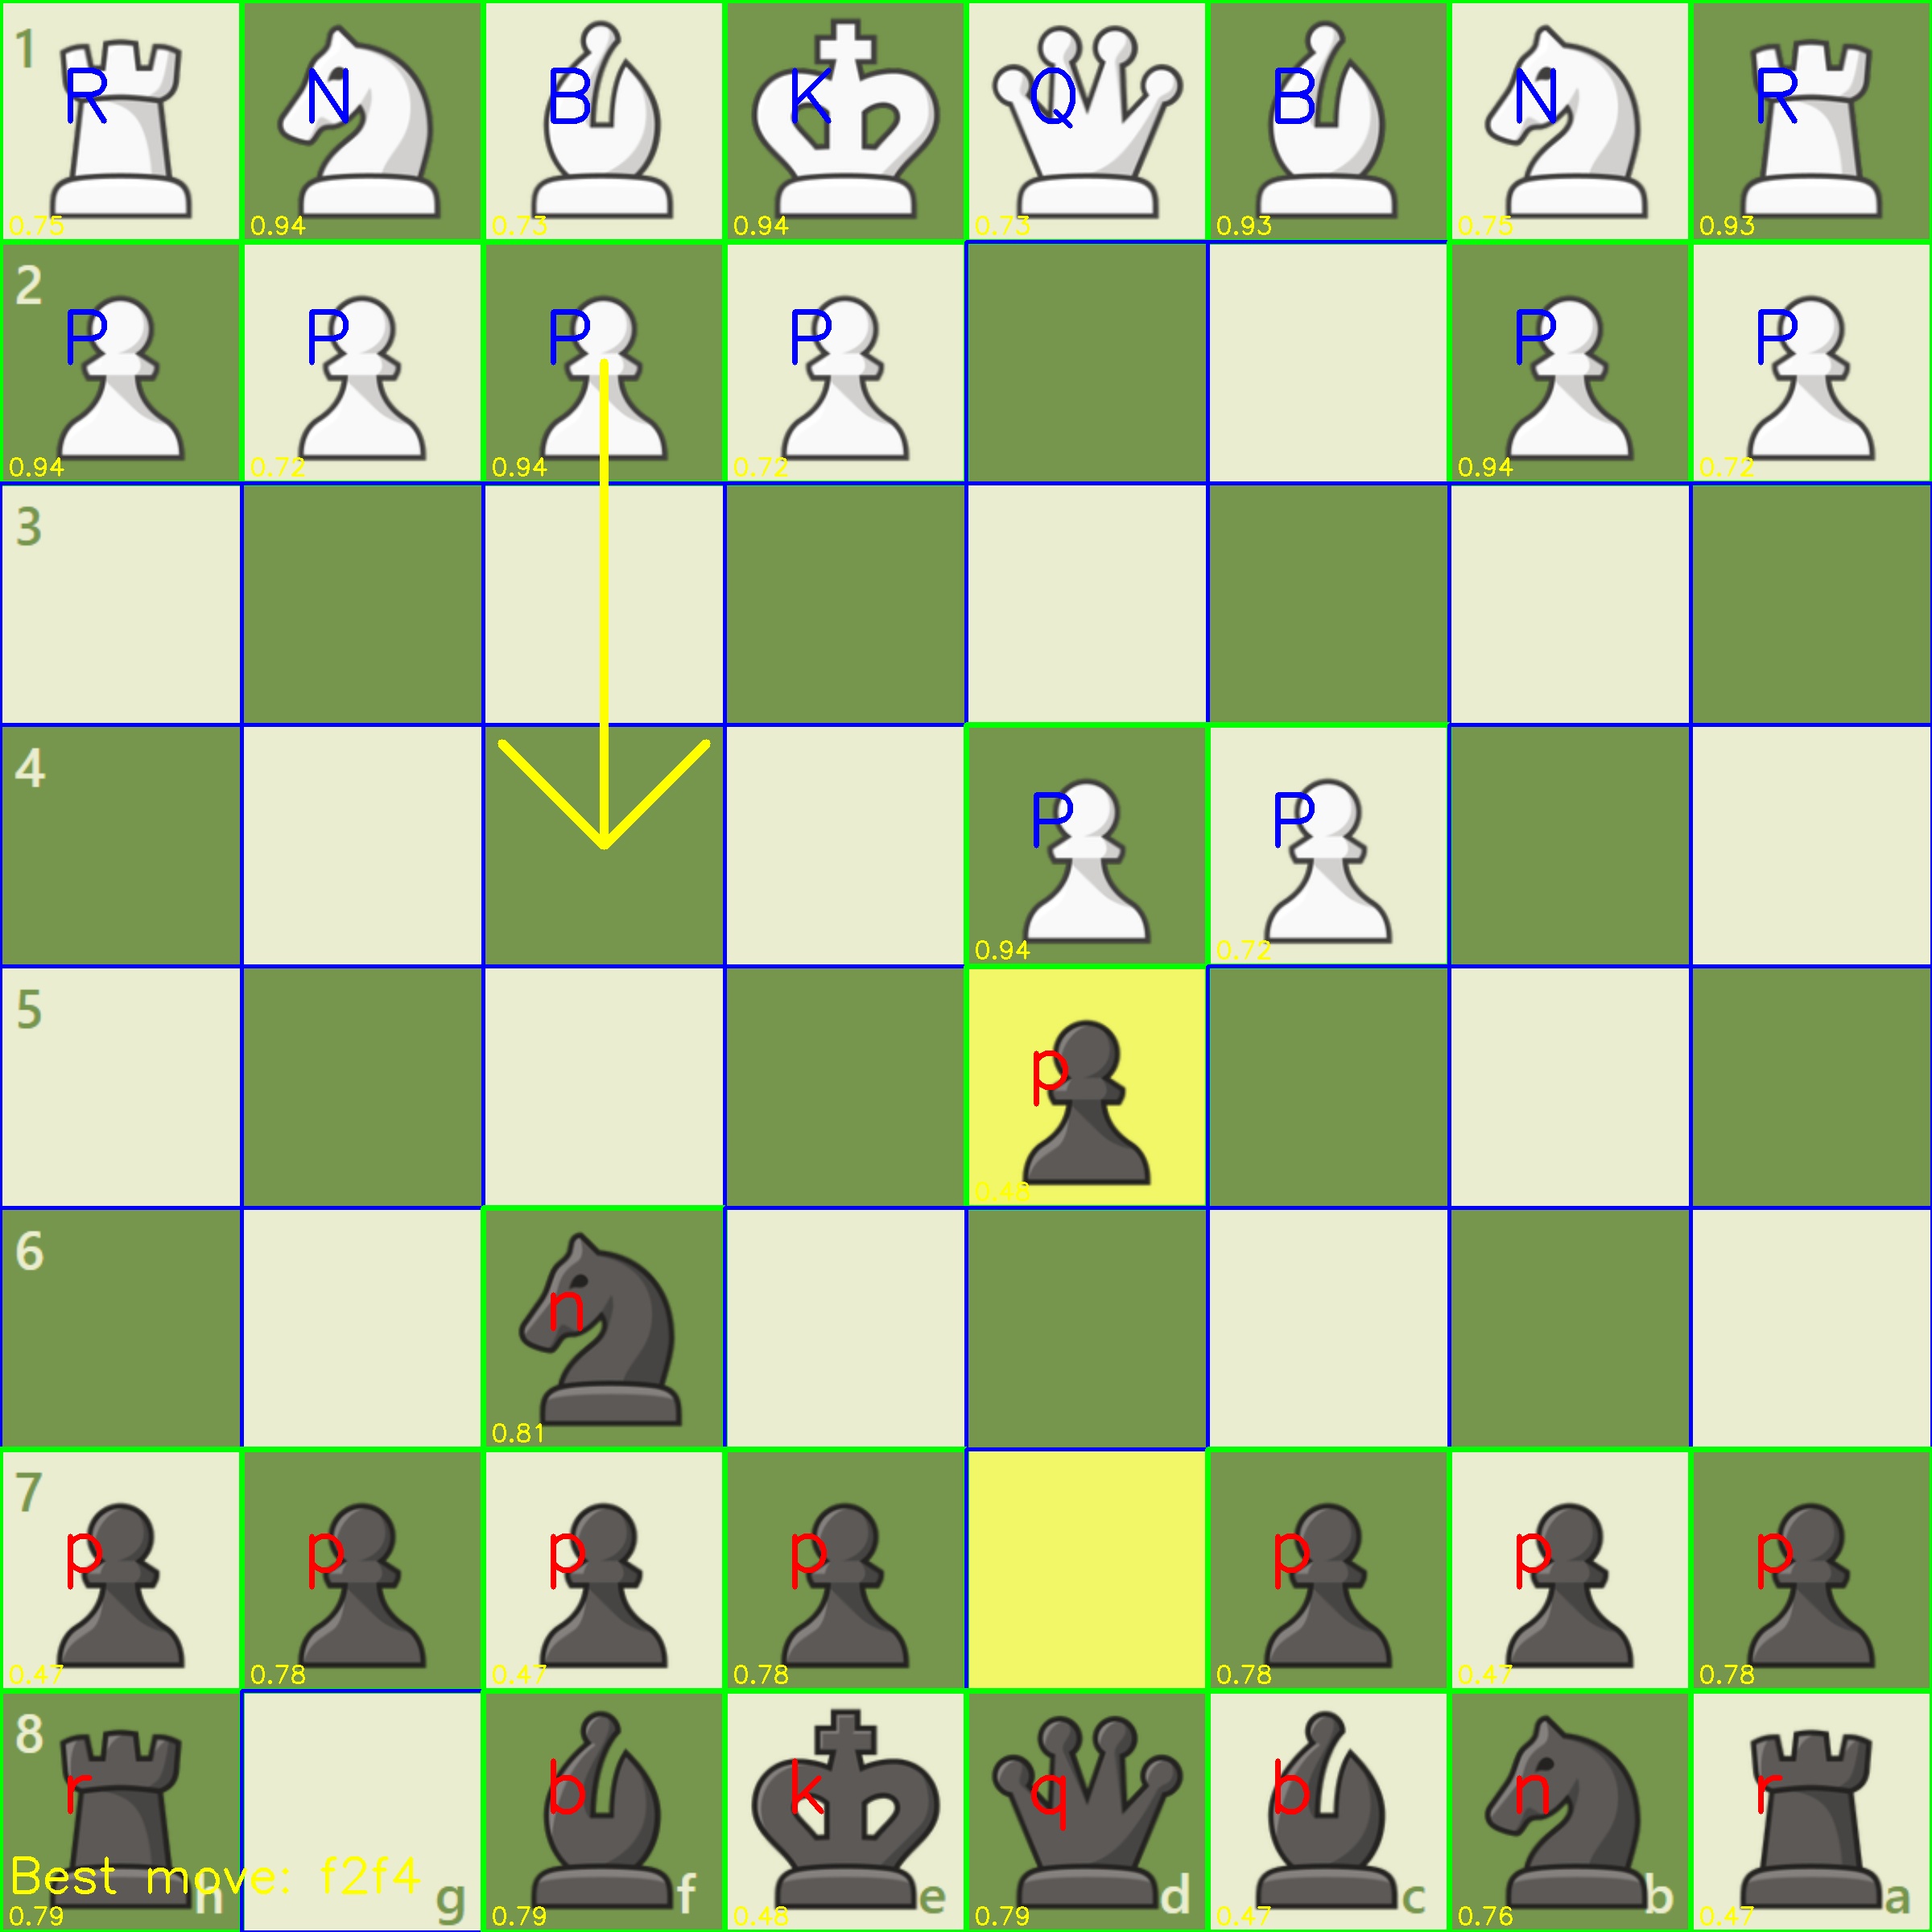 1
R N B K Q B N R
0.75 0.94 0.73 0.94 0.73 0.93 0.75 0.93
2
P P P P P P
0.94 0.72 0.94 0.72 0.94 0.72
3
4
P P
0.94 0.72
5
p
0.48
6
n
0.81
7
p p p p p p p
0.47 0.78 0.47 0.78 0.78 0.47 0.78
8
r b k q b n r
Best move: f2f4
h g f e d c b a
0.79 0.79 0.48 0.79 0.47 0.76 0.47